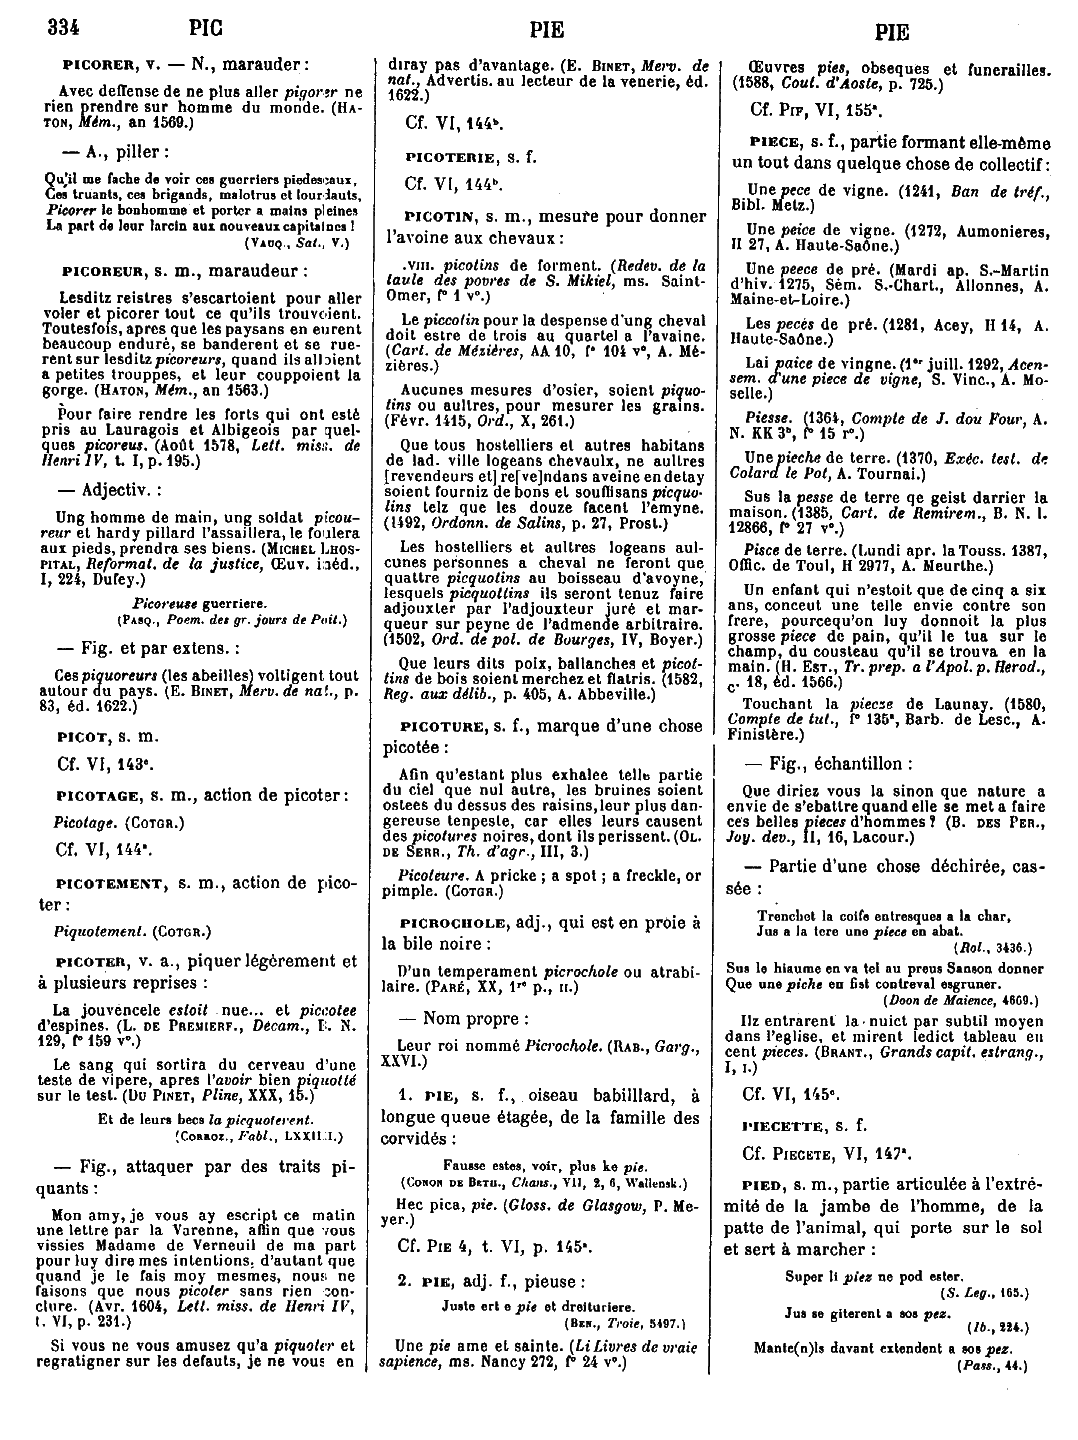 334 PIC PIE PIE
PICORER, v. — N., marauder :
Avec deffense de ne plus aller pigorer ne
rien prendre sur homme du monde. (HA-
TON, Mém., an 1569.)
— A., piller :
Qu'il me fache de voir ces guerriers piedescaux,
Ces truants, ces brigands, malotrus et lourdauts,
Picorer le bonhomme et porter a mains pleines
La part de leur larcin aux nouveaux capitaines !
(VAUQ., Sat., V.)
PICOREUR, s. m., maraudeur :
Lesditz reistres s'escartoient pour aller
voler et picorer tout ce qu'ils trouvoient.
Toutesfois, apres que les paysans en eurent
beaucoup enduré, se banderent et se rue-
rent sur lesditz picoreurs, quand ils alloient
a petites trouppes, et leur couppoient la
gorge. (HATON, Mém., an 1563.)
Pour faire rendre les forts qui ont esté
pris au Lauragois et Albigeois par quel-
ques picoreus. (Août 1578, Lett. miss. de
Henri IV, t. I, p. 195.)
— Adjectiv. :
Ung homme de main, ung soldat picou-
reur et hardy pillard l'assaillera, le foulera
aux pieds, prendra ses biens. (MICHEL LHOS-
PITAL, Reformat. de la justice, Œuv. inéd.,
I, 224, Dufey.)
Picoreuse guerriere.
(PASQ., Poem. des gr. jours de Poit.)
— Fig. et par extens. :
Ces piquoreurs (les abeilles) voltigent tout
autour du pays. (E. BINET, Merv. de nat., p.
83, éd. 1622.)
PICOT, s. m.
Cf. VI, 143c.
PICOTAGE, s. m., action de picoter :
Picotage. (COTGR.)
Cf. VI, 144a.
PICOTEMENT, s. m., action de pico-
ter :
Piquotement. (COTGR.)
PICOTER, v. a., piquer légèrement et
à plusieurs reprises :
La jouvencele estoit nue... et picotee
d'espines. (L. DE PREMIERF., Decam., B. N.
129, f° 159 v°.)
Le sang qui sortira du cerveau d'une
teste de vipere, apres l'avoir bien piquotté
sur le test. (DU PINET, Pline, XXX, 15.)
Et de leurs becs la picquoterent.
(CORROZ., Fabl., LXXIII.)
— Fig., attaquer par des traits pi-
quants :
Mon amy, je vous ay escript ce matin
une lettre par la Varenne, affin que vous
vissies Madame de Verneuil de ma part
pour luy dire mes intentions, d'autant que
quand je le fais moy mesmes, nous ne
faisons que nous picoter sans rien con-
clure. (Avr. 1604, Lett. miss. de Henri IV,
t. VI, p. 231.)
Si vous ne vous amusez qu'a piquoter et
regratigner sur les defauts, je ne vous en
diray pas d'avantage. (E. BINET, Merv. de
nat., Advertis. au lecteur de la venerie, éd.
1622.)
Cf. VI, 144b.
PICOTERIE, s. f.
Cf. VI, 144b.
PICOTIN, s. m., mesure pour donner
l'avoine aux chevaux :
.VIII. picotins de forment. (Redev. de la
taule des povres de S. Mikiel, ms. Saint-
Omer, f° 1 v°.)
Le piccotin pour la despense d'ung cheval
doit estre de trois au quartel a l'avaine.
(Cart. de Mézières, AA 10, f° 104 v°, A. Mé-
zières.)
Aucunes mesures d'osier, soient piquo-
tins ou aultres, pour mesurer les grains.
(Févr. 1415, Ord., X, 261.)
Que tous hostelliers et autres habitans
de lad. ville logeans chevaulx, ne aultres
[revendeurs et] re[ve]ndans aveine en detay
soient fourniz de bons et souffisans picquo-
tins telz que les douze facent l'emyne.
(1492, Ordonn. de Salins, p. 27, Prost.)
Les hostelliers et aultres logeans aul-
cunes personnes a cheval ne feront que
quattre picquotins au boisseau d'avoyne,
lesquels picquottins ils seront tenuz faire
adjouxter par l'adjouxteur juré et mar-
queur sur peyne de l'admende arbitraire.
(1502, Ord. de pol. de Bourges, IV, Boyer.)
Que leurs dits poix, ballanches et picot-
tins de bois soient merchez et flatris. (1582,
Reg. aux délib., p. 405, A. Abbeville.)
PICOTURE, s. f., marque d'une chose
picotée :
Afin qu'estant plus exhalee telle partie
du ciel que nul autre, les bruines soient
ostees du dessus des raisins, leur plus dan-
gereuse tenpeste, car elles leurs causent
des picotures noires, dont ils perissent. (OL.
DE SERR., Th. d'agr., III, 3.)
Picoteure. A pricke ; a spot ; a freckle, or
pimple. (COTGR.)
PICROCHOLE, adj., qui est en proie à
la bile noire :
D'un temperament picrochole ou atrabi-
laire. (PARÉ, XX, 1re p., II.)
— Nom propre :
Leur roi nommé Picrochole. (RAB., Garg.,
XXVI.)
1. PIE, s. f., oiseau babilllard, à
longue queue étagée, de la famille des
corvidés :
Fausse estes, voir, plus ke pie.
(CONON DE BETH., Chans., VII, 2, 6, Wallensk.)
Hec pica, pie. (Gloss. de Glasgow, P. Me-
yer.)
Cf. PIE 4, t. VI, p. 145a.
2. PIE, adj. f., pieuse :
Juste ert e pie et droituriere.
(BEN., Troie, 5497.)
Une pie ame et sainte. (Li Livres de vraie
sapience, ms. Nancy 272, f° 24 v°.)
Œuvres pies, obseques et funerailles.
(1588, Cout. d'Aoste, p. 725.)
Cf. PIF, VI, 155a.
PIECE, s. f., partie formant elle-même
un tout dans quelque chose de collectif :
Une pece de vigne. (1241, Ban de tréf.,
Bibl. Metz.)
Une peice de vigne. (1272, Aumonieres,
II 27, A. Haute-Saône.)
Une peece de pré. (Mardi ap. S.-Martin
d'hiv. 1275, Sém. S.-Chart., Allonnes, A.
Maine-et-Loire.)
Les peces de pré. (1281, Acey, H 14, A.
Haute-Saône.)
Lai paice de vingne. (1er juill. 1292, Acen-
sem. d'une piece de vigne, S. Vinc., A. Mo-
selle.)
Piesse. (1364, Compte de J. dou Four, A.
N. KK 3b, f° 15 r°.)
Une pieche de terre. (1370, Exéc. test. de
Colard le Pot, A. Tournai.)
Sus la pesse de terre qe geist darrier la
maison. (1385, Cart. de Remirem., B. N. l.
12866, f° 27 v°.)
Pisce de terre. (Lundi apr. la Touss. 1387,
Offic. de Toul, H 2977, A. Meurthe.)
Un enfant qui n'estoit que de cinq a six
ans, conceut une telle envie contre son
frere, pourcequ'on luy donnoit la plus
grosse piece de pain, qu'il le tua sur le
champ, du cousteau qu'il se trouva en la
main. (H. EST., Tr. prep. a l'Apol. p. Herod.,
c. 18, éd. 1566.)
Touchant la piecze de Launay. (1580,
Compte de tut., f° 135a, Barb. de Lesc., A.
Finistère.)
— Fig., échantillon :
Que diriez vous la sinon que nature a
envie de s'ebattre quand elle se met a faire
ces belles pieces d'hommes ? (B. DES PER.,
Joy. dev., II, 16, Lacour.)
— Partie d'une chose déchirée, cas-
sée :
Trenchet la coife entresques a la char,
Jus a la tere une piece en abat.
(Rol., 3436.)
Sus le hiaume en va tel au preus Sanson donner
Que une piche en fist contreval esgruner.
(Doon de Maience, 4869.)
Ilz entrarent la nuict par subtil moyen
dans l'eglise, et mirent ledict tableau en
cent pieces. (BRANT., Grands capit. estrang.,
I, I.)
Cf. VI, 145c.
PIECETTE, s. f.
Cf. PIECETE, VI, 147a.
PIED, s. m., partie articulée à l'extré-
mité de la jambe de l'homme, de la
patte de l'animal, qui porte sur le sol
et sert à marcher :
Super li piez ne pod ester.
(S. Leg., 165.)
Jus se giterent a sos pez.
(Ib., 224.)
Mante(n)ls davant extendent a sos pez.
(Pass., 44.)